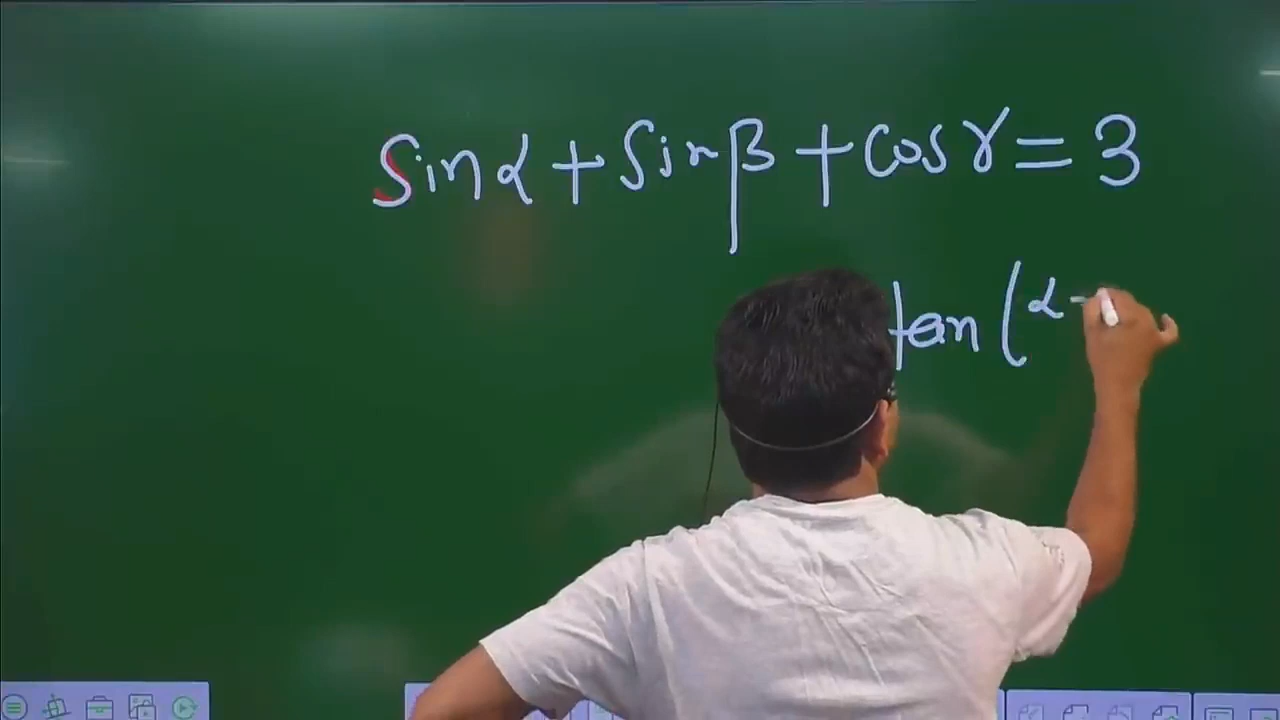 sinα + sinβ + cosγ = 3
tan (α -